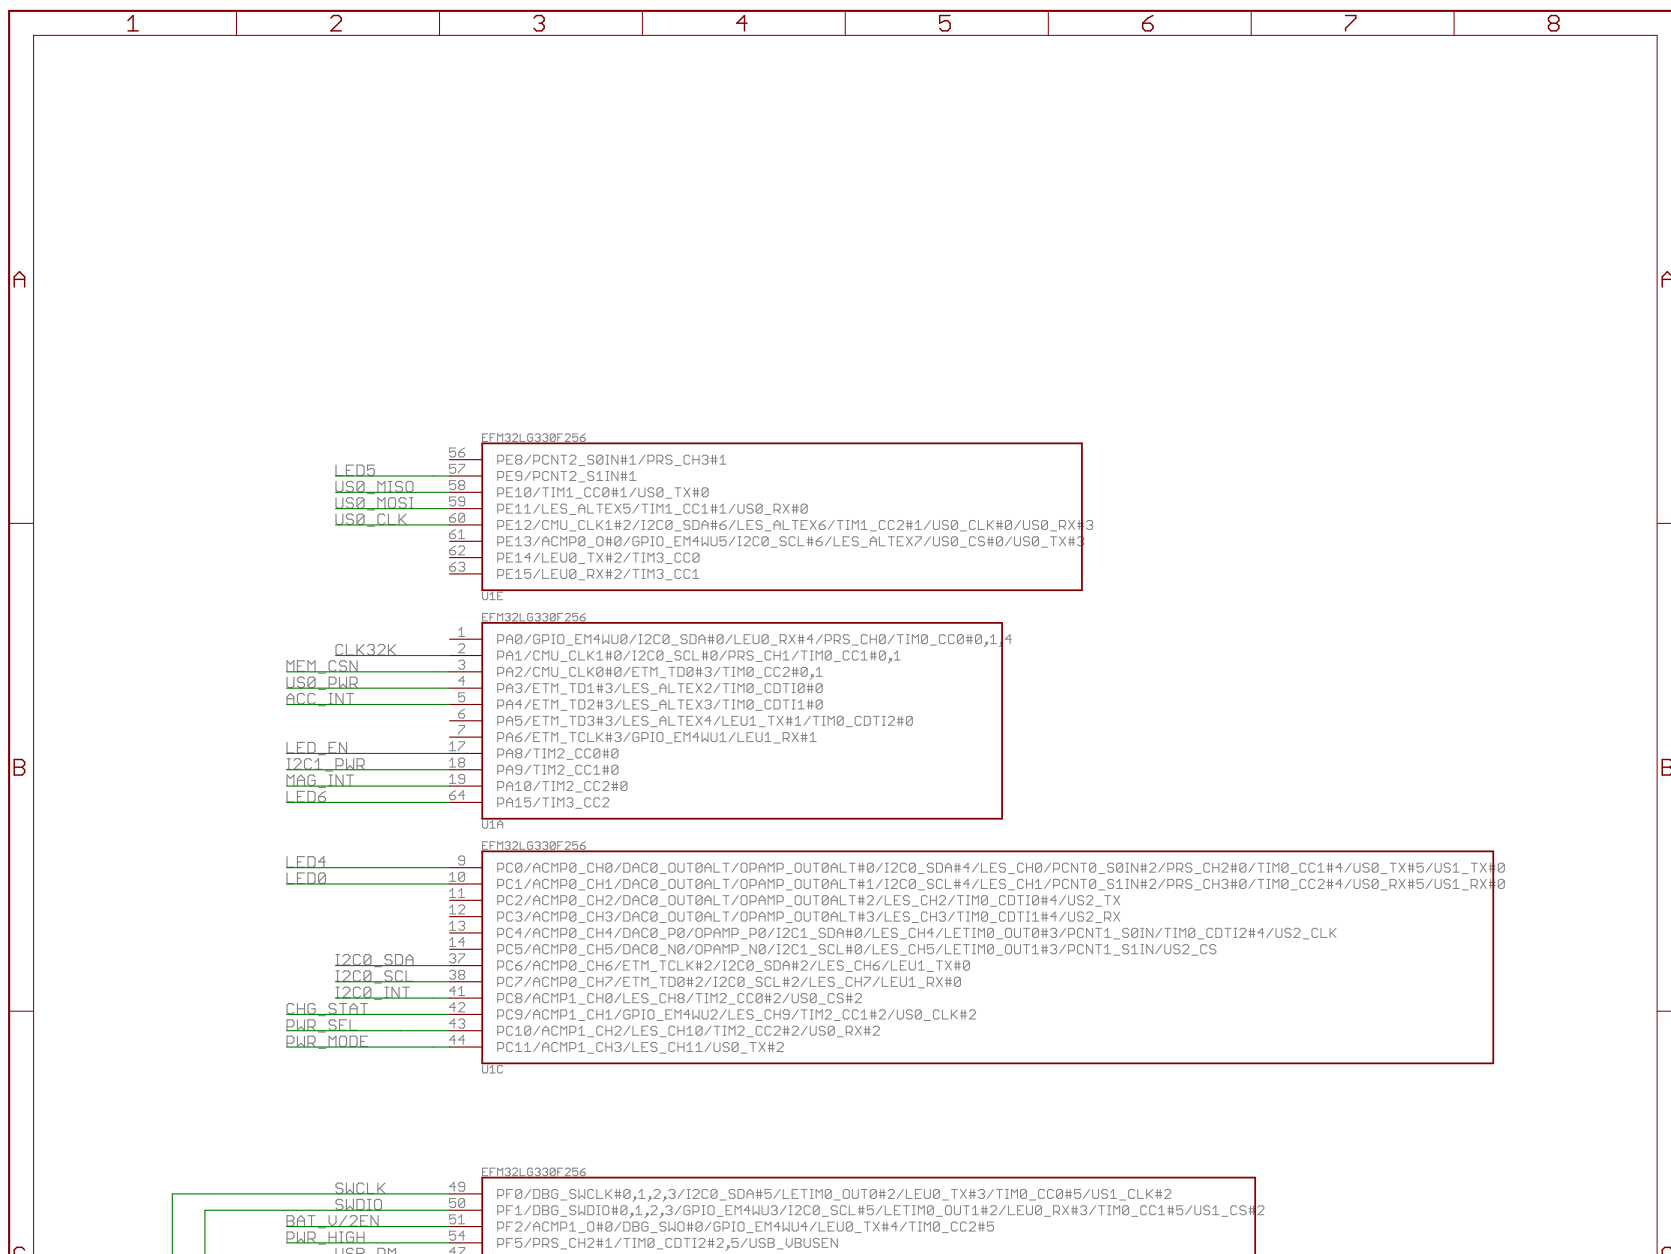 1 2 3 4 5 6 7 8
A A
EFM32LG330F256
56 PE8/PCNT2_S0IN#1/PRS_CH3#1
LED5 57 PE9/PCNT2_S1IN#1
US0_MISO 58 PE10/TIM1_CC0#1/US0_TX#0
US0_MOSI 59 PE11/LES_ALTEX5/TIM1_CC1#1/US0_RX#0
US0_CLK 60 PE12/CMU_CLK1#2/I2C0_SDA#6/LES_ALTEX6/TIM1_CC2#1/US0_CLK#0/US0_RX#3
61 PE13/ACMP0_O#0/GPIO_EM4WU5/I2C0_SCL#6/LES_ALTEX7/US0_CS#0/US0_TX#3
62 PE14/LEU0_TX#2/TIM3_CC0
63 PE15/LEU0_RX#2/TIM3_CC1
U1E
EFM32LG330F256
1 PA0/GPIO_EM4WU0/I2C0_SDA#0/LEU0_RX#4/PRS_CH0/TIM0_CC0#0,1,4
CLK32K 2 PA1/CMU_CLK1#0/I2C0_SCL#0/PRS_CH1/TIM0_CC1#0,1
MEM_CSN 3 PA2/CMU_CLK0#0/ETM_TD0#3/TIM0_CC2#0,1
US0_PWR 4 PA3/ETM_TD1#3/LES_ALTEX2/TIM0_CDTI0#0
ACC_INT 5 PA4/ETM_TD2#3/LES_ALTEX3/TIM0_CDTI1#0
6 PA5/ETM_TD3#3/LES_ALTEX4/LEU1_TX#1/TIM0_CDTI2#0
7 PA6/ETM_TCLK#3/GPIO_EM4WU1/LEU1_RX#1
LED_EN 17 PA8/TIM2_CC0#0
B I2C1_PWR 18 PA9/TIM2_CC1#0 B
MAG_INT 19 PA10/TIM2_CC2#0
LED6 64 PA15/TIM3_CC2
U1A
EFM32LG330F256
LED4 9 PC0/ACMP0_CH0/DAC0_OUT0ALT/OPAMP_OUT0ALT#0/I2C0_SDA#4/LES_CH0/PCNT0_S0IN#2/PRS_CH2#0/TIM0_CC1#4/US0_TX#5/US1_TX#0
LED0 10 PC1/ACMP0_CH1/DAC0_OUT0ALT/OPAMP_OUT0ALT#1/I2C0_SCL#4/LES_CH1/PCNT0_S1IN#2/PRS_CH3#0/TIM0_CC2#4/US0_RX#5/US1_RX#0
11 PC2/ACMP0_CH2/DAC0_OUT0ALT/OPAMP_OUT0ALT#2/LES_CH2/TIM0_CDTI0#4/US2_TX
12 PC3/ACMP0_CH3/DAC0_OUT0ALT/OPAMP_OUT0ALT#3/LES_CH3/TIM0_CDTI1#4/US2_RX
13 PC4/ACMP0_CH4/DAC0_P0/OPAMP_P0/I2C1_SDA#0/LES_CH4/LETIM0_OUT0#3/PCNT1_S0IN/TIM0_CDTI2#4/US2_CLK
14 PC5/ACMP0_CH5/DAC0_N0/OPAMP_N0/I2C1_SCL#0/LES_CH5/LETIM0_OUT1#3/PCNT1_S1IN/US2_CS
I2C0_SDA 37 PC6/ACMP0_CH6/ETM_TCLK#2/I2C0_SDA#2/LES_CH6/LEU1_TX#0
I2C0_SCL 38 PC7/ACMP0_CH7/ETM_TD0#2/I2C0_SCL#2/LES_CH7/LEU1_RX#0
I2C0_INT 41 PC8/ACMP1_CH0/LES_CH8/TIM2_CC0#2/US0_CS#2
CHG_STAT 42 PC9/ACMP1_CH1/GPIO_EM4WU2/LES_CH9/TIM2_CC1#2/US0_CLK#2
PWR_SEL 43 PC10/ACMP1_CH2/LES_CH10/TIM2_CC2#2/US0_RX#2
PWR_MODE 44 PC11/ACMP1_CH3/LES_CH11/US0_TX#2
U1C
EFM32LG330F256
SWCLK 49 PF0/DBG_SWCLK#0,1,2,3/I2C0_SDA#5/LETIM0_OUT0#2/LEU0_TX#3/TIM0_CC0#5/US1_CLK#2
SWDIO 50 PF1/DBG_SWDIO#0,1,2,3/GPIO_EM4WU3/I2C0_SCL#5/LETIM0_OUT1#2/LEU0_RX#3/TIM0_CC1#5/US1_CS#2
BAT_V/2EN 51 PF2/ACMP1_O#0/DBG_SWO#0/GPIO_EM4WU4/LEU0_TX#4/TIM0_CC2#5
PWR_HIGH 54 PF5/PRS_CH2#1/TIM0_CDTI2#2,5/USB_VBUSEN
USB_DM 47